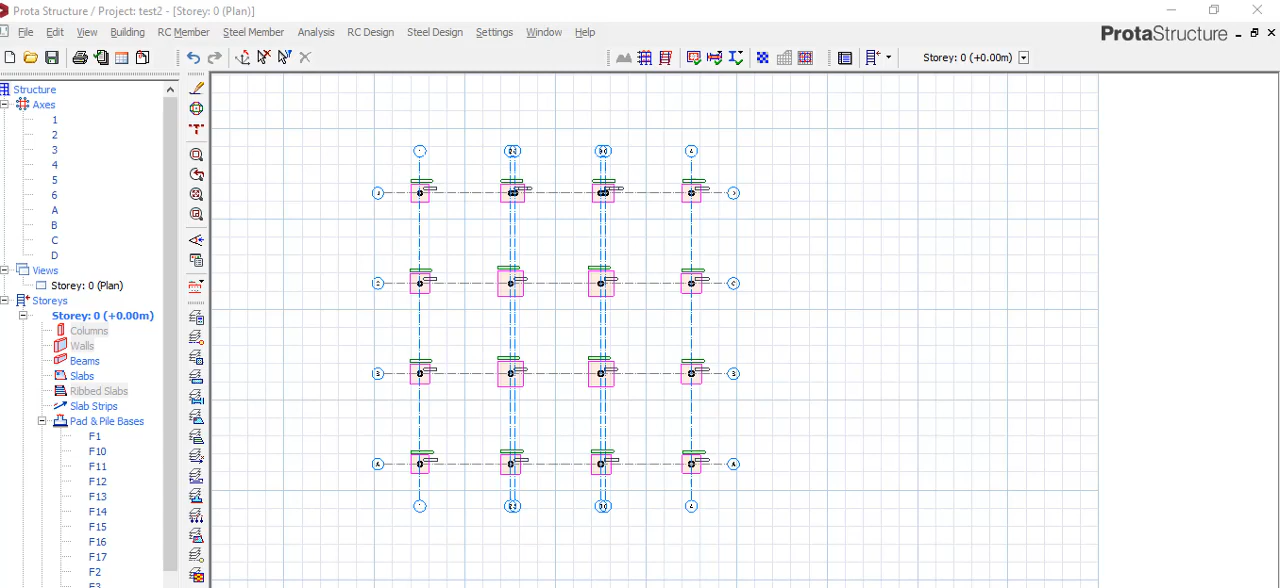 Prota Structure / Project: test2 - [Storey: 0 (Plan)]
File Edit View Building RC Member Steel Member Analysis RC Design Steel Design Settings Window Help
ProtaStructure
Storey: 0 (+0.00m)
Structure
Axes
1
2
3
4
5
6
A
B
C
D
Views
Storey: 0 (Plan)
Storeys
Storey: 0 (+0.00m)
Columns
Walls
Beams
Slabs
Ribbed Slabs
Slab Strips
Pad & Pile Bases
F1
F10
F11
F12
F13
F14
F15
F16
F17
F2
F3